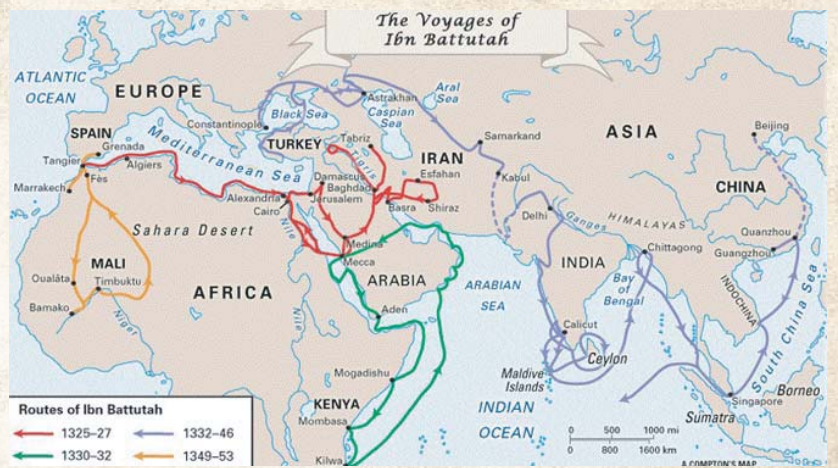 The Voyages of
Ibn Battutah
ATLANTIC
OCEAN
EUROPE
Constantinople
Black Sea
Astrakhan
Aral
Sea
Caspian
Sea
Samarkand
ASIA
Beijing
SPAIN
Grenada
Tangier
Algiers
Fès
Marrakech
Mediterranean Sea
TURKEY
Tabriz
Tigris
IRAN
Esfahan
Damascus
Baghdad
Jerusalem
Basra
Shiraz
Alexandria
Cairo
Nile
Kabul
Delhi
Ganges
HIMALAYAS
CHINA
Quanzhou
Guangzhou
Chittagong
Sahara Desert
Medina
Mecca
ARABIA
ARABIAN
SEA
INDIA
Bay
of
Bengal
INDOCHINA
South China Sea
MALI
Oualâta
Timbuktu
Bamako
Niger
AFRICA
Nile
Aden
Calicut
Ceylon
Maldive
Islands
Mogadishu
KENYA
Mombasa
Kilwa
INDIAN
OCEAN
Singapore
Sumatra
Borneo
Routes of Ibn Battutah
1325–27 1332–46
1330–32 1349–53
0 500 1000 mi
0 800 1600 km
A COMPTON'S MAP